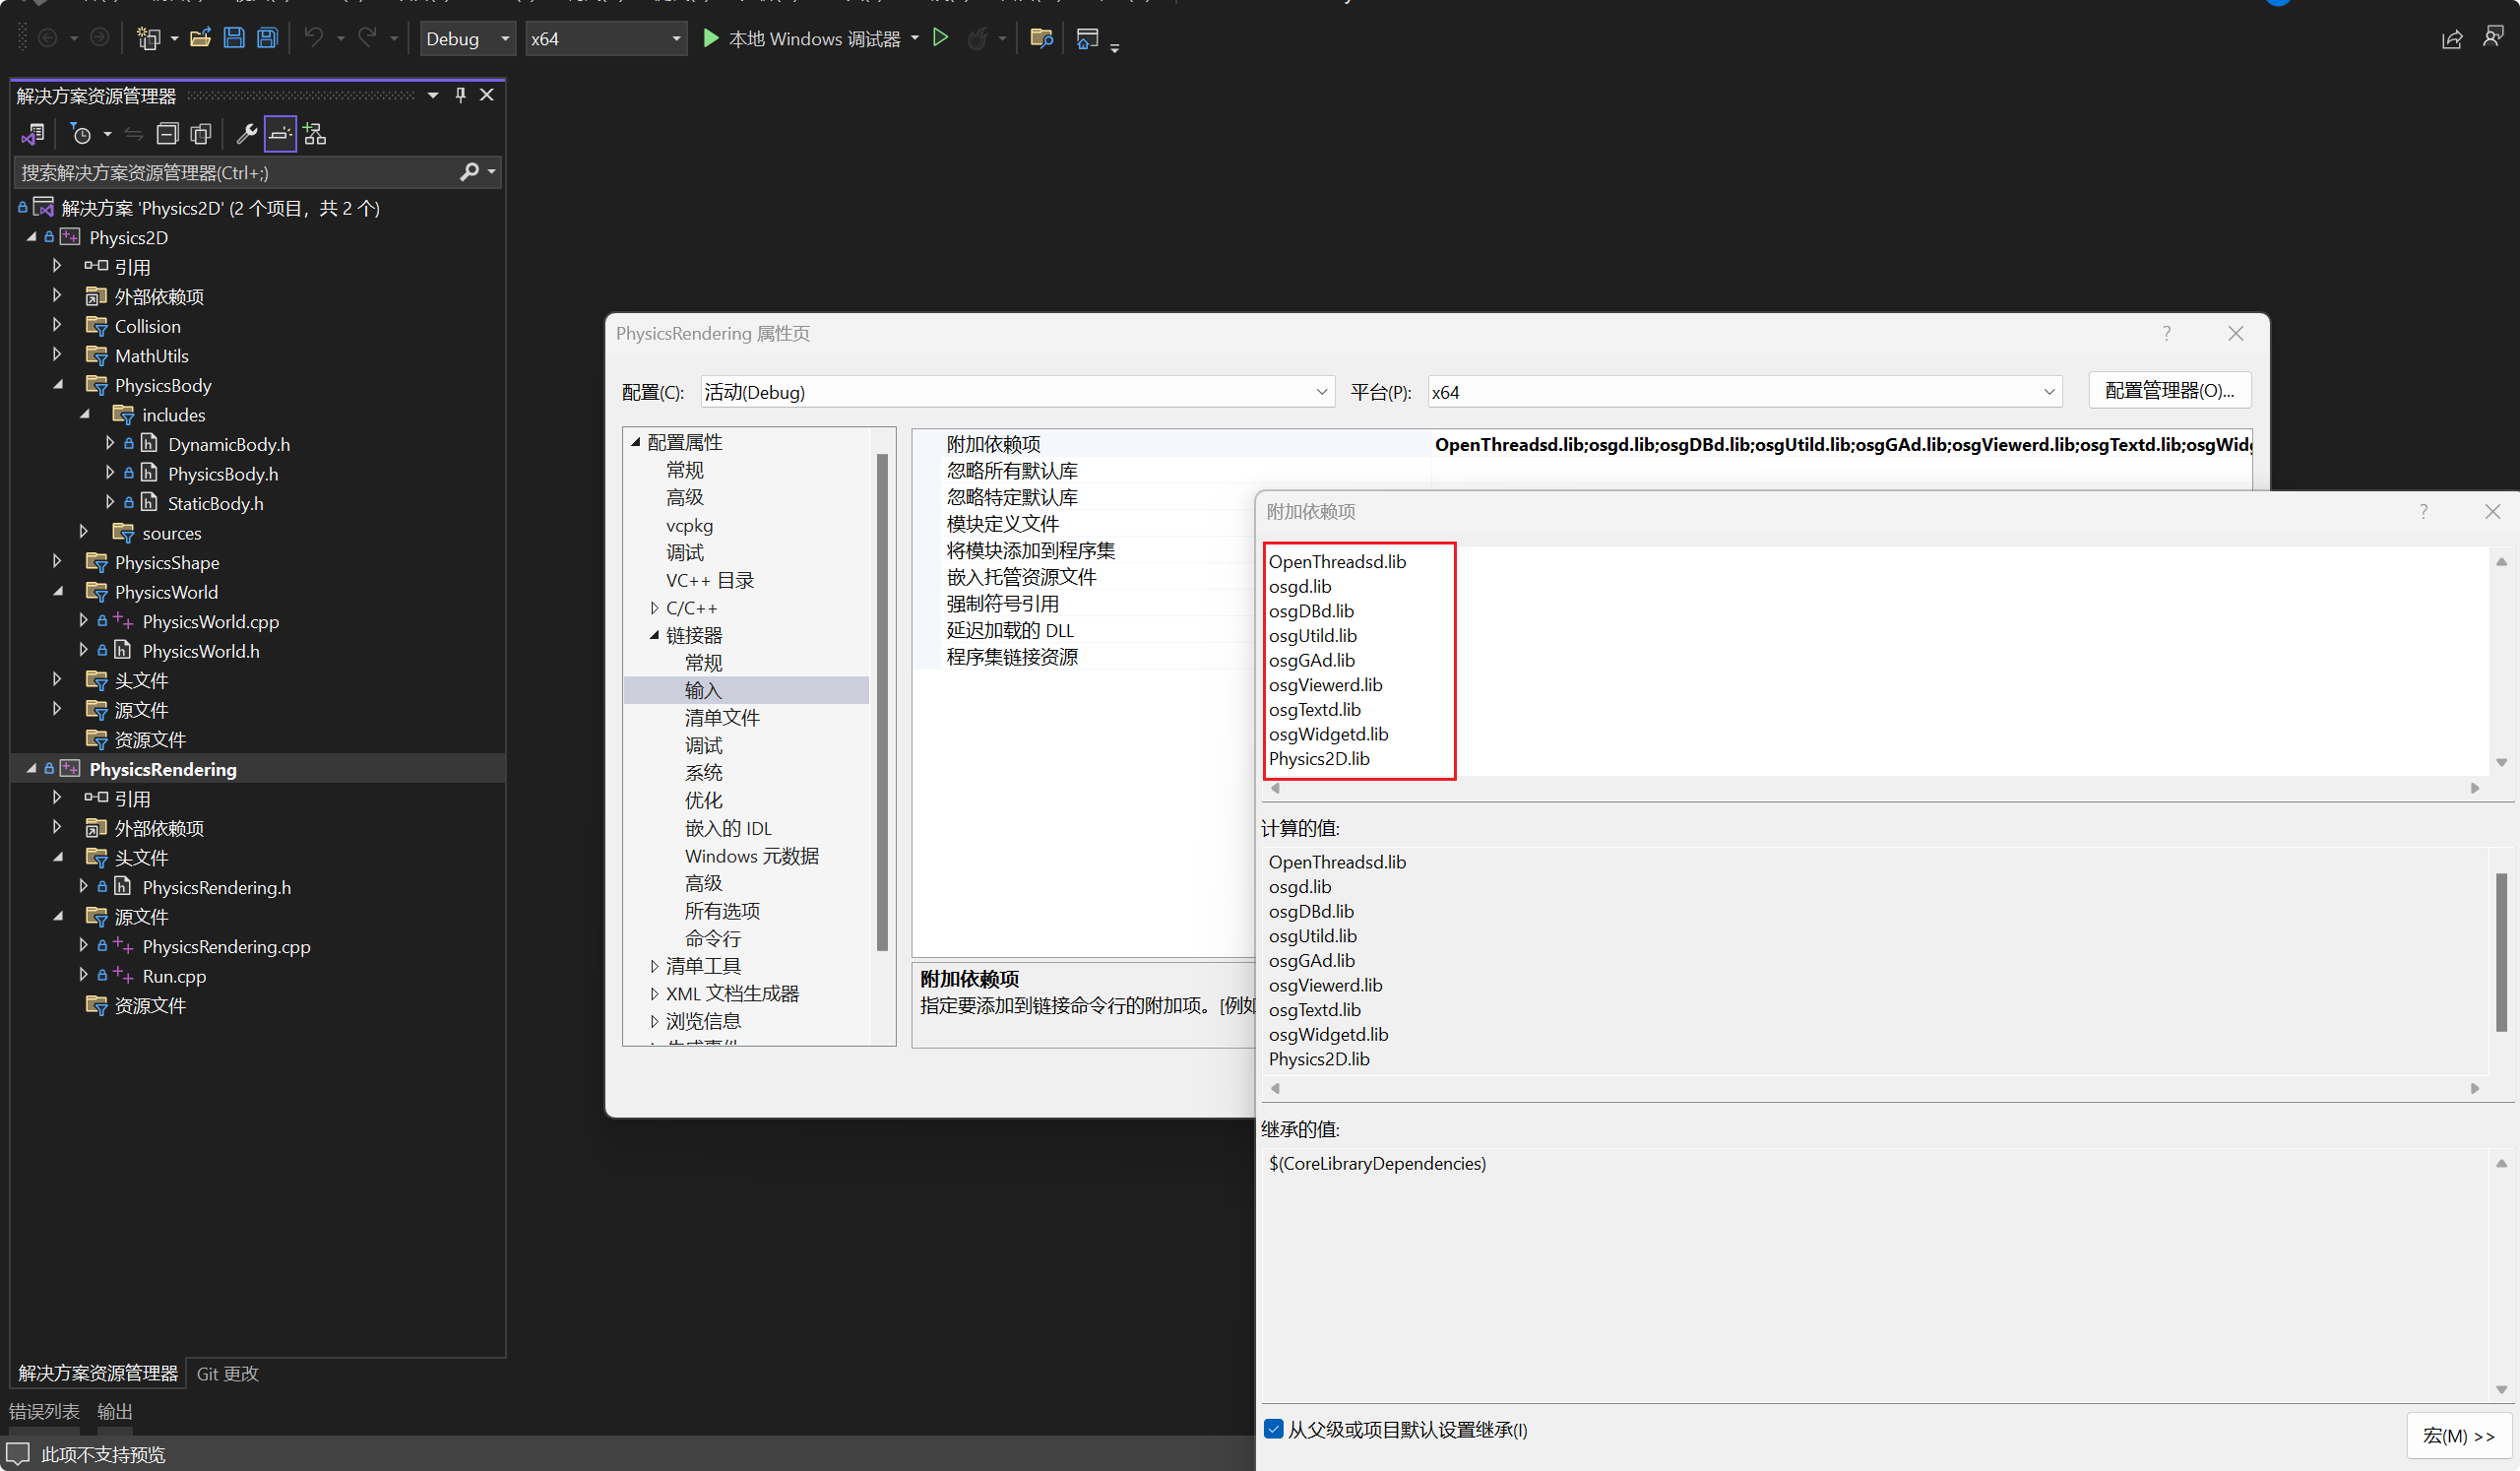 Debug
x64
本地 Windows 调试器
解决方案资源管理器
搜索解决方案资源管理器(Ctrl+;)
解决方案 'Physics2D' (2 个项目，共 2 个)
Physics2D
引用
外部依赖项
Collision
MathUtils
PhysicsBody
includes
DynamicBody.h
PhysicsBody.h
StaticBody.h
sources
PhysicsShape
PhysicsWorld
PhysicsWorld.cpp
PhysicsWorld.h
头文件
源文件
资源文件
PhysicsRendering
引用
外部依赖项
头文件
PhysicsRendering.h
源文件
PhysicsRendering.cpp
Run.cpp
资源文件
解决方案资源管理器
Git 更改
错误列表
输出
此项不支持预览
PhysicsRendering 属性页
配置(C):
活动(Debug)
平台(P):
x64
配置管理器(O)...
配置属性
常规
高级
vcpkg
调试
VC++ 目录
C/C++
链接器
常规
输入
清单文件
调试
系统
优化
嵌入的 IDL
Windows 元数据
高级
所有选项
命令行
清单工具
XML 文档生成器
浏览信息
附加依赖项
OpenThreadsd.lib;osgd.lib;osgDBd.lib;osgUtild.lib;osgGAd.lib;osgViewerd.lib;osgTextd.lib;osgWidg
忽略所有默认库
忽略特定默认库
模块定义文件
将模块添加到程序集
嵌入托管资源文件
强制符号引用
延迟加载的 DLL
程序集链接资源
附加依赖项
指定要添加到链接命令行的附加项。[例如
附加依赖项
OpenThreadsd.lib
osgd.lib
osgDBd.lib
osgUtild.lib
osgGAd.lib
osgViewerd.lib
osgTextd.lib
osgWidgetd.lib
Physics2D.lib
计算的值:
OpenThreadsd.lib
osgd.lib
osgDBd.lib
osgUtild.lib
osgGAd.lib
osgViewerd.lib
osgTextd.lib
osgWidgetd.lib
Physics2D.lib
继承的值:
$(CoreLibraryDependencies)
从父级或项目默认设置继承(I)
宏(M) >>